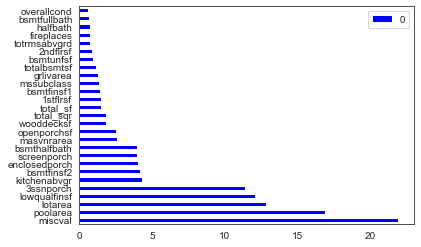 overallcond
bsmtfullbath
halfbath
fireplaces
totrmsabvgrd
2ndflrsf
bsmtunfsf
totalbsmtsf
grlivarea
mssubclass
bsmtfinsf1
1stflrsf
total_sf
total_sqr
wooddecksf
openporchsf
masvnrarea
bsmthalfbath
screenporch
enclosedporch
bsmtfinsf2
kitchenabvgr
3ssnporch
lowqualfinsf
lotarea
poolarea
miscval
0
0 5 10 15 20